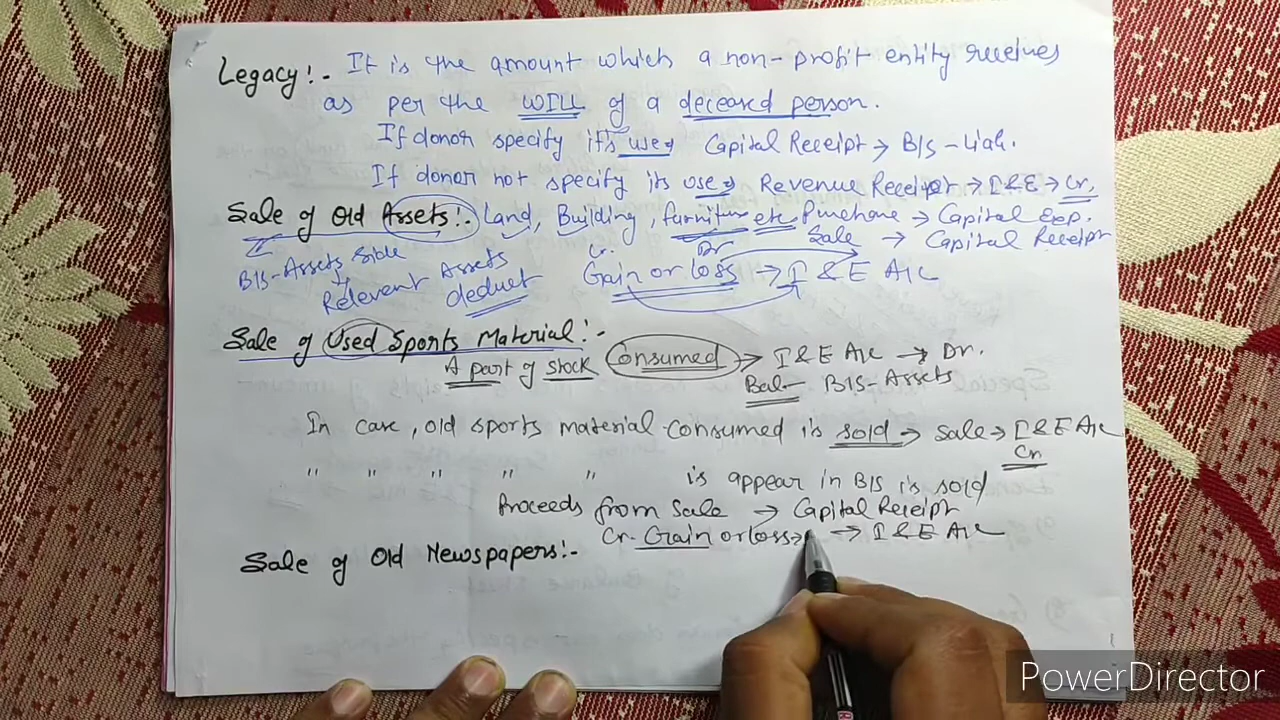 Legacy:- It is the amount which a non-profit entity receives
as per the WILL of a deceased person.
If donor specify it's use → Capital Receipt → B/S - Liab.
If donor not specify its use → Revenue Receipt → I & E → Cr.
Sale of Old Assets:- Land, Building, furniture etc Purchase → Capital Exp.
Sale → Capital Receipt
B/S-Assets side
Relevent Assets
deduct
Cr. Dr
Gain or loss → I & E A/c
Sale of Used Sports Material:-
A part of stock Consumed → I & E A/c → Dr.
Bal- B/S-Assets
In case, old sports material consumed is sold → Sale → I & E A/c
Cr
" " " " " is appear in B/S is sold
Proceeds from Sale → Capital Receipt
Cr. Gain or loss → → I & E A/c
Sale of Old Newspapers:-
PowerDirector